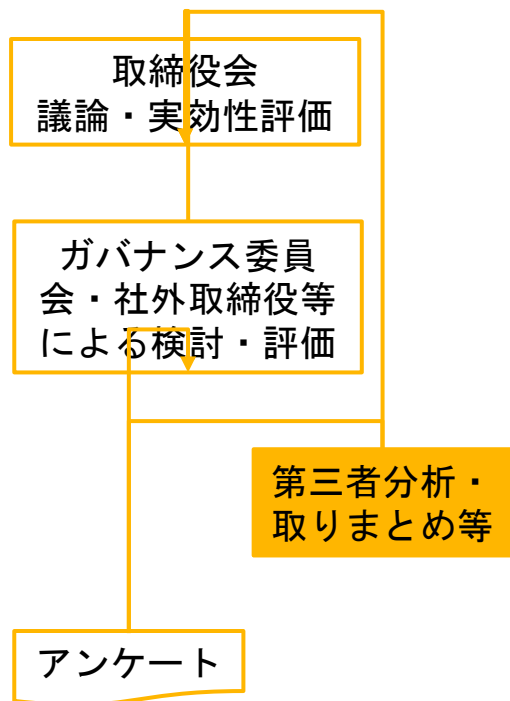 取締役会
議論・実効性評価
ガバナンス委員
会・社外取締役等
による検討・評価
第三者分析・
取りまとめ等
アンケート